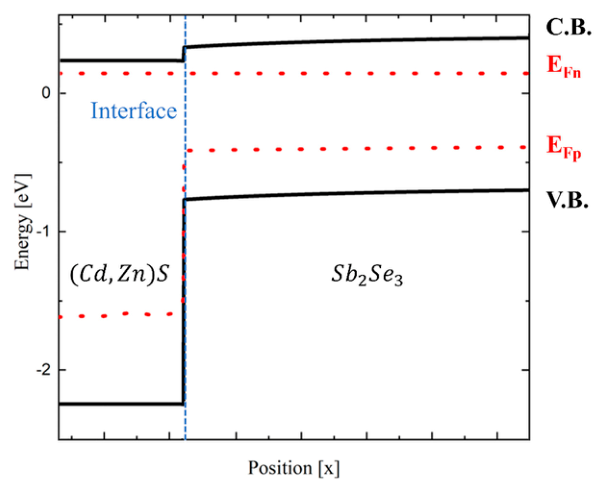 C.B.
E_Fn
0
Interface
E_Fp
Energy [eV]
V.B.
-1
(Cd,Zn)S
Sb₂Se₃
-2
Position [x]